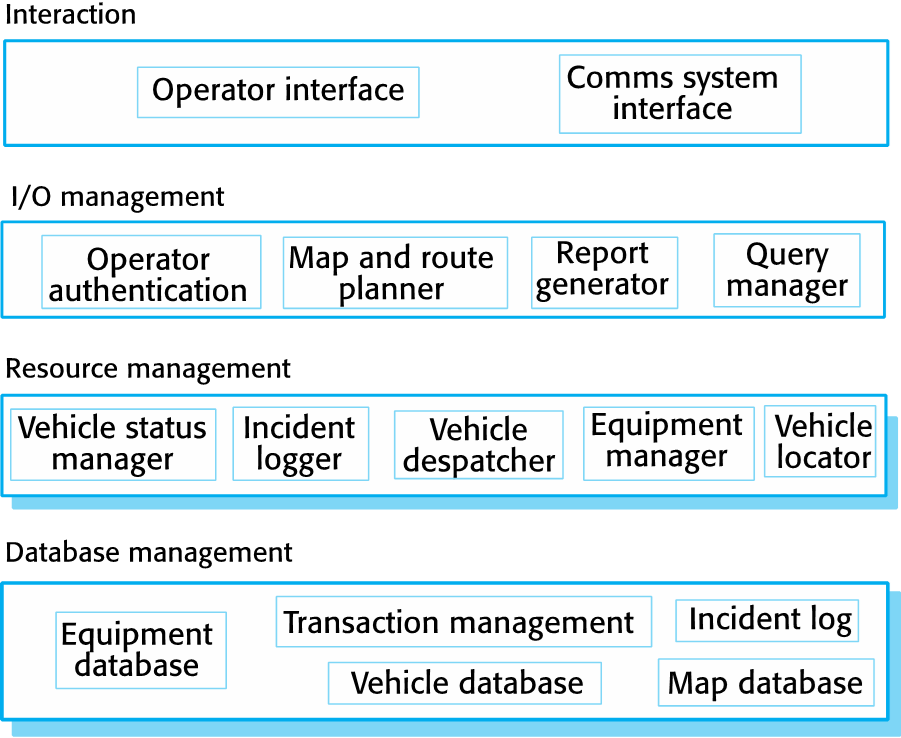 Interaction
Operator interface
Comms system
interface
I/O management
Operator
authentication
Map and route
planner
Report
generator
Query
manager
Resource management
Vehicle status
manager
Incident
logger
Vehicle
despatcher
Equipment
manager
Vehicle
locator
Database management
Equipment
database
Transaction management
Incident log
Vehicle database
Map database